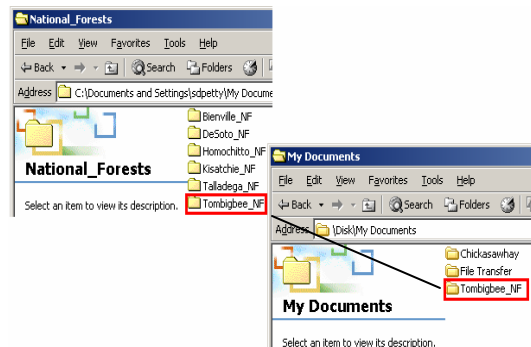 National_Forests
File Edit View Favorites Tools Help
Back Search Folders
Address C:\Documents and Settings\sdpetty\My Docume
Bienville_NF
DeSoto_NF
Homochitto_NF
Kisatchie_NF
Talladega_NF
Tombigbee_NF
National_Forests
Select an item to view its description.
My Documents
File Edit View Favorites Tools Help
Back Search Folders
Address \Disk\My Documents
Chickasawhay
File Transfer
Tombigbee_NF
My Documents
Select an item to view its description.